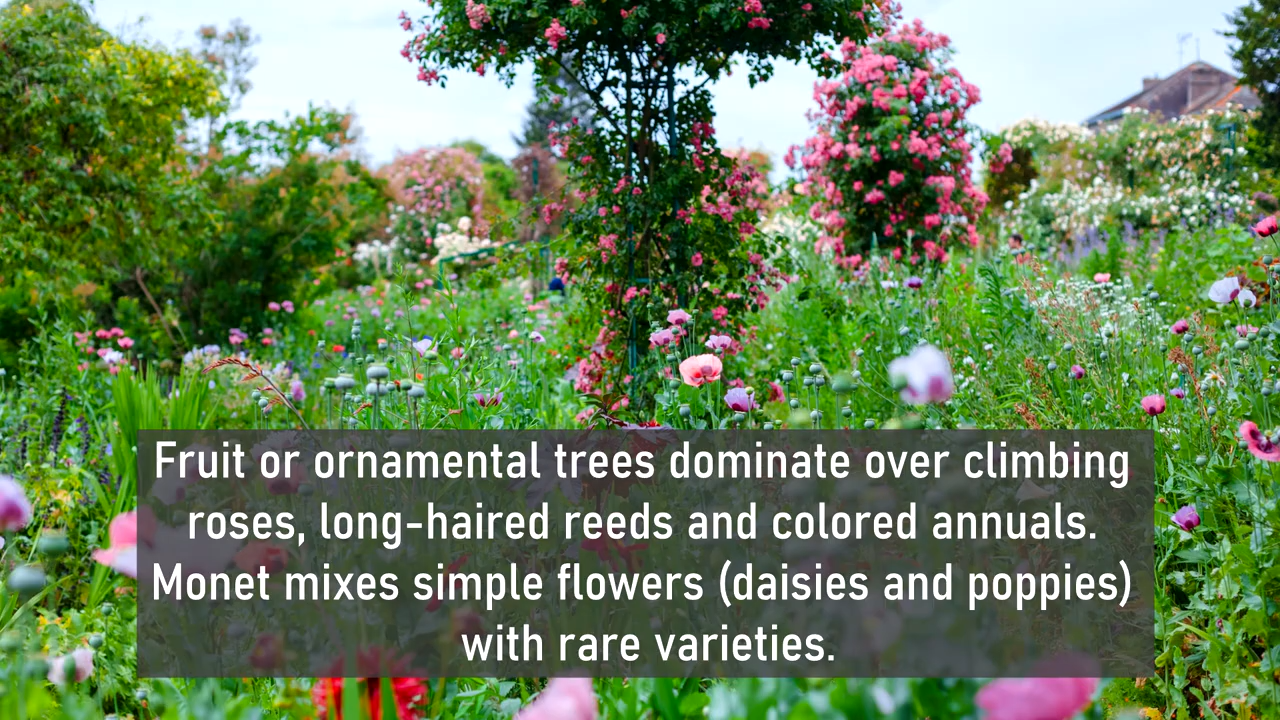 Fruit or ornamental trees dominate over climbing
roses, long-haired reeds and colored annuals.
Monet mixes simple flowers (daisies and poppies)
with rare varieties.